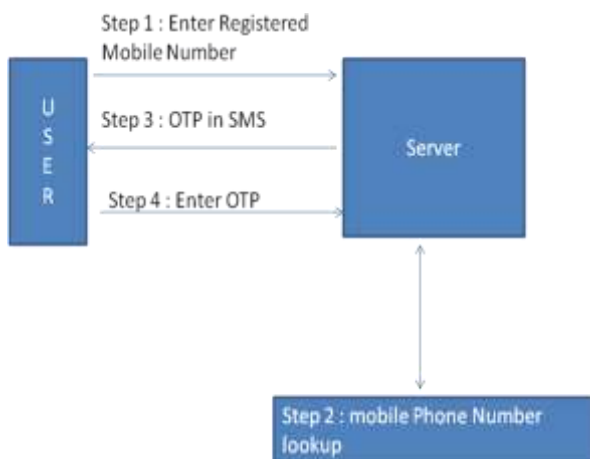 Step 1 : Enter Registered
Mobile Number
U
S
E
R
Step 3 : OTP in SMS
Server
Step 4 : Enter OTP
Step 2 : mobile Phone Number
lookup